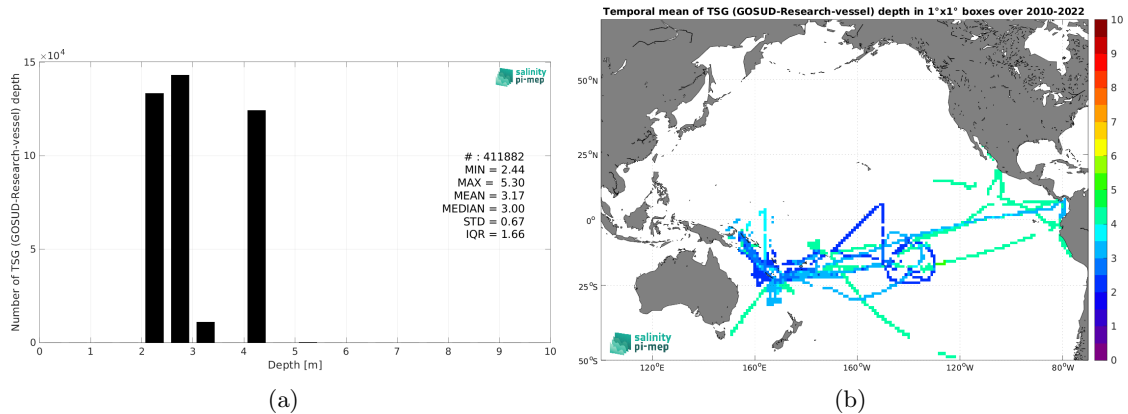 ×10⁴
15
10
5
0
0 1 2 3 4 5 6 7 8 9 10
Number of TSG (GOSUD-Research-vessel) depth
Depth [m]
salinity
pi-mep
# : 411882
MIN = 2.44
MAX = 5.30
MEAN = 3.17
MEDIAN = 3.00
STD = 0.67
IQR = 1.66
(a)
Temporal mean of TSG (GOSUD-Research-vessel) depth in 1°x1° boxes over 2010-2022
50°N
25°N
0°
25°S
50°S
120°E 160°E 160°W 120°W 80°W
salinity
pi-mep
10
9
8
7
6
5
4
3
2
1
0
(b)